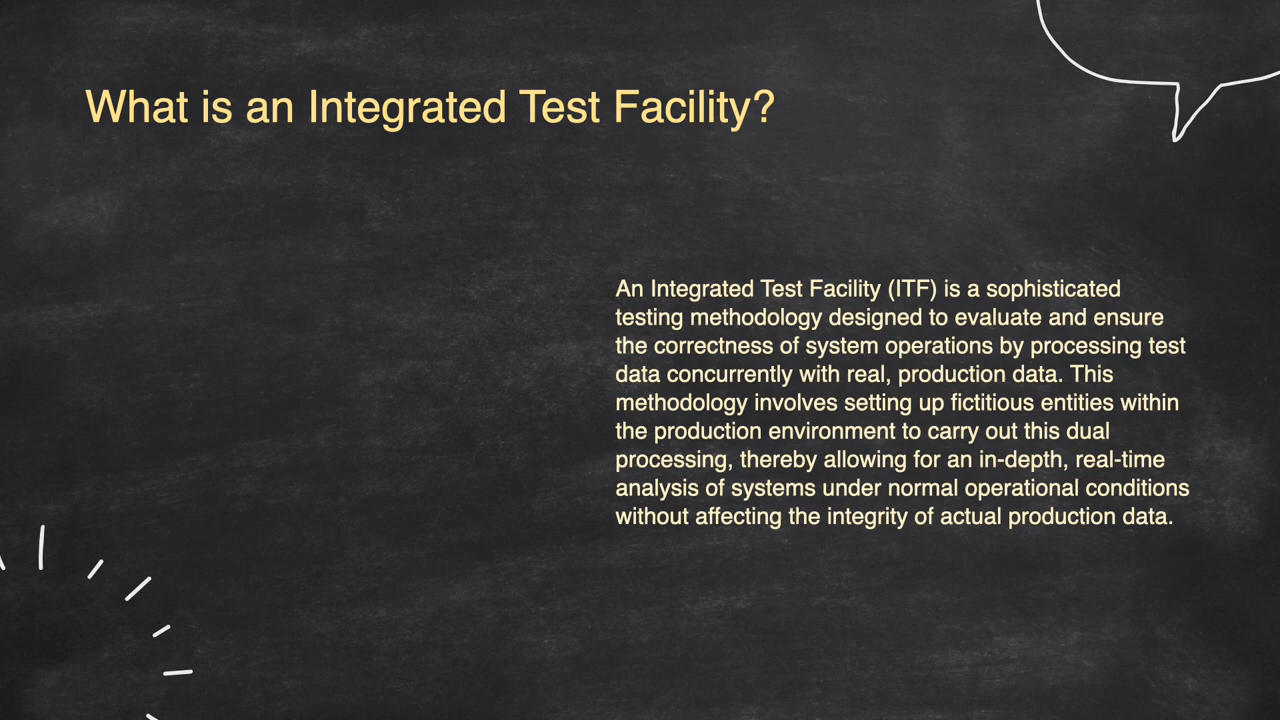 What is an Integrated Test Facility?
An Integrated Test Facility (ITF) is a sophisticated
testing methodology designed to evaluate and ensure
the correctness of system operations by processing test
data concurrently with real, production data. This
methodology involves setting up fictitious entities within
the production environment to carry out this dual
processing, thereby allowing for an in-depth, real-time
analysis of systems under normal operational conditions
without affecting the integrity of actual production data.